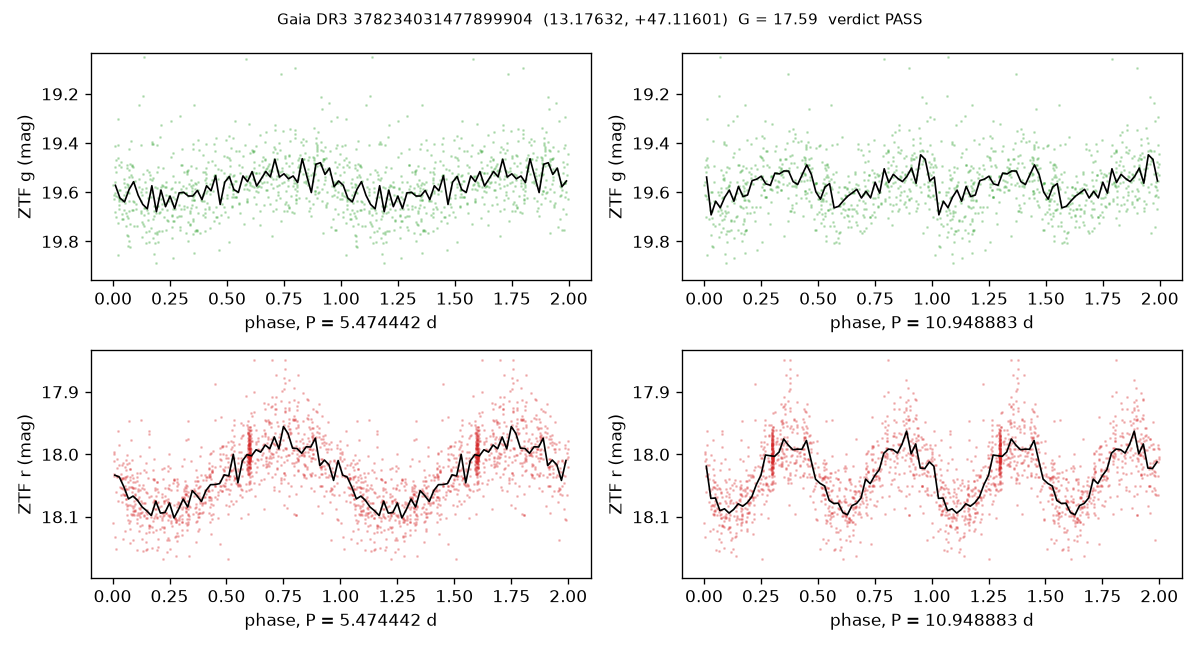 Gaia DR3 378234031477899904 (13.17632, +47.11601) G = 17.59 verdict PASS
ZTF g (mag)
19.2
19.4
19.6
19.8
0.00 0.25 0.50 0.75 1.00 1.25 1.50 1.75 2.00
phase, P = 5.474442 d
ZTF g (mag)
19.2
19.4
19.6
19.8
0.00 0.25 0.50 0.75 1.00 1.25 1.50 1.75 2.00
phase, P = 10.948883 d
ZTF r (mag)
17.9
18.0
18.1
0.00 0.25 0.50 0.75 1.00 1.25 1.50 1.75 2.00
phase, P = 5.474442 d
ZTF r (mag)
17.9
18.0
18.1
0.00 0.25 0.50 0.75 1.00 1.25 1.50 1.75 2.00
phase, P = 10.948883 d